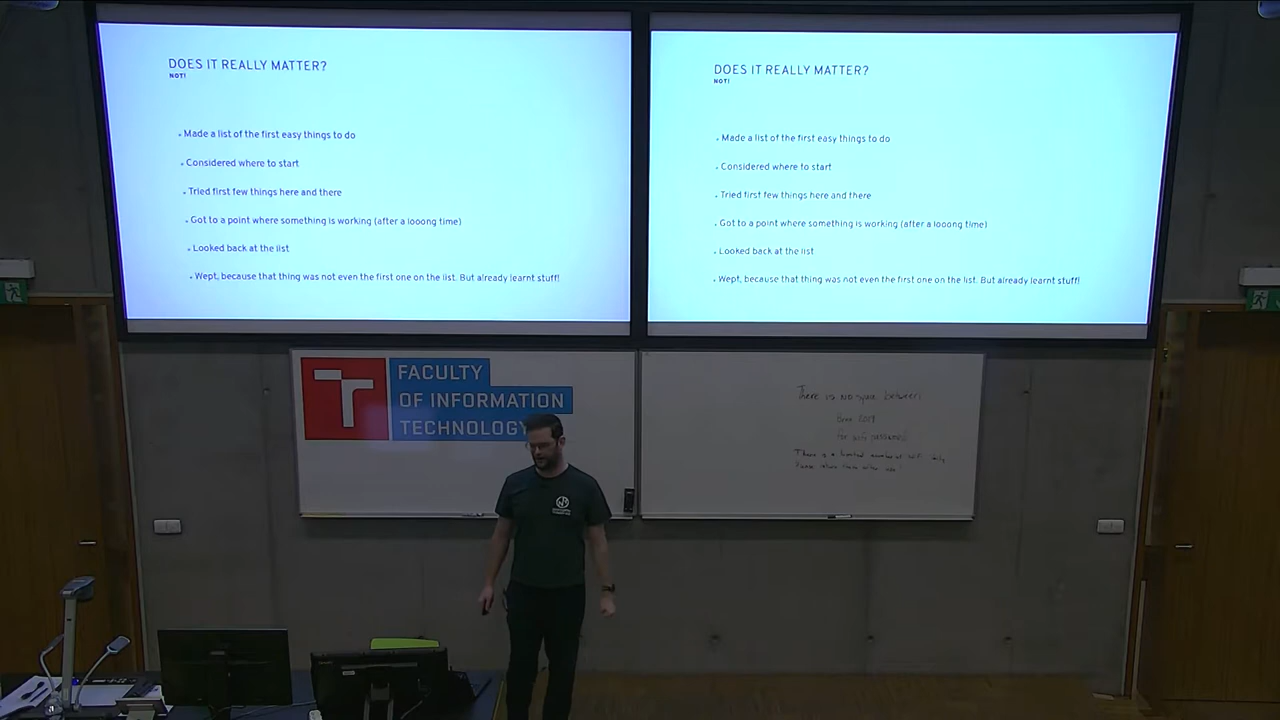 DOES IT REALLY MATTER?
NOT!
Made a list of the first easy things to do
Considered where to start
Tried first few things here and there
Got to a point where something is working (after a looong time)
Looked back at the list
Wept, because that thing was not even the first one on the list. But already learnt stuff!
DOES IT REALLY MATTER?
NOT!
Made a list of the first easy things to do
Considered where to start
Tried first few things here and there
Got to a point where something is working (after a looong time)
Looked back at the list
Wept, because that thing was not even the first one on the list. But already learnt stuff!
T FACULTY
OF INFORMATION
TECHNOLOGY
There is no space between
There is a limited number of